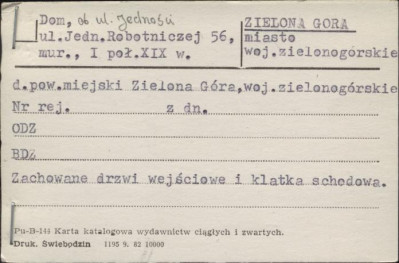 Dom, ob ul. Jedności
ul.Jedn.Robotniczej 56,
mur., I poł.XIX w.
ZIELONA GORA
miasto
woj.zielonogórskie
d.pow.miejski Zielona Góra,woj.zielonogórskie
Nr rej. z dn.
ODZ
BDZ
Zachowane drzwi wejściowe i klatka schodowa.
Pu-B-144 Karta katalogowa wydawnictw ciągłych i zwartych.
Druk. Świebodzin 1195 9. 82 10000